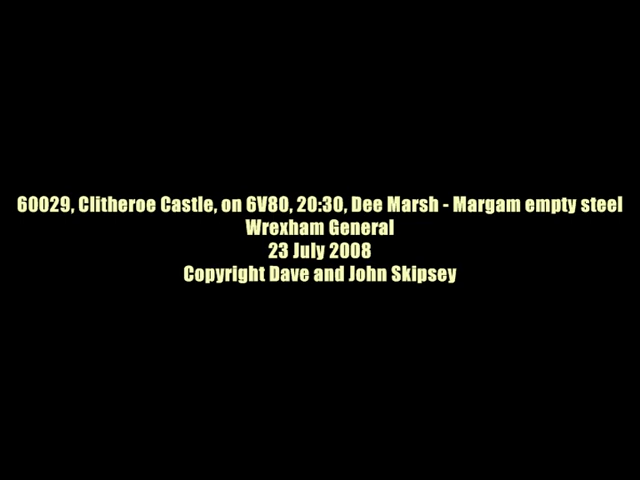 60029, Clitheroe Castle, on 6V80, 20:30, Dee Marsh - Margam empty steel
Wrexham General
23 July 2008
Copyright Dave and John Skipsey